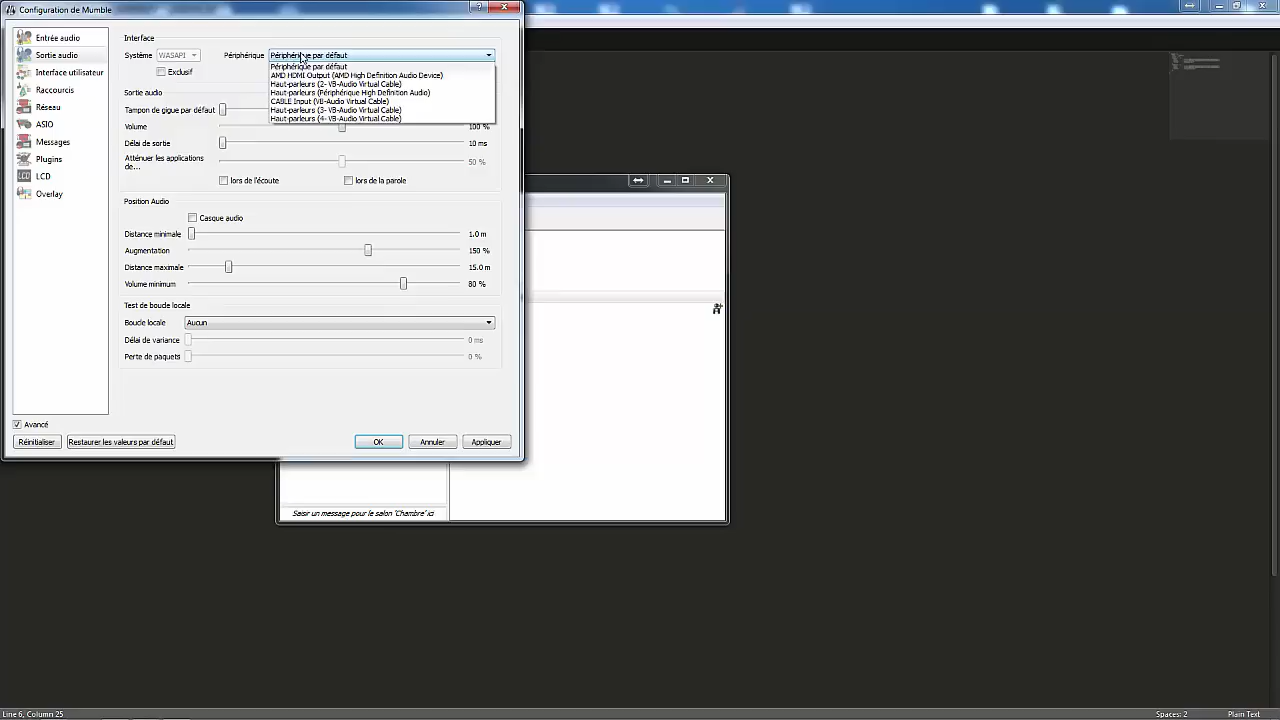 Configuration de Mumble
Entrée audio
Sortie audio
Interface utilisateur
Raccourcis
Réseau
ASIO
Messages
Plugins
LCD
Overlay
Interface
Système WASAPI Périphérique Périphérique par défaut
Exclusif
Périphérique par défaut
AMD HDMI Output (AMD High Definition Audio Device)
Haut-parleurs (2- VB-Audio Virtual Cable)
Haut-parleurs (Périphérique High Definition Audio)
CABLE Input (VB-Audio Virtual Cable)
Haut-parleurs (3- VB-Audio Virtual Cable)
Haut-parleurs (4- VB-Audio Virtual Cable)
Sortie audio
Tampon de gigue par défaut
Volume 100 %
Délai de sortie 10 ms
Atténuer les applications de... 50 %
lors de l'écoute lors de la parole
Position Audio
Casque audio
Distance minimale 1.0 m
Augmentation 150 %
Distance maximale 15.0 m
Volume minimum 80 %
Test de boucle locale
Boucle locale Aucun
Délai de variance 0 ms
Perte de paquets 0 %
Avancé
Réinitialiser Restaurer les valeurs par défaut OK Annuler Appliquer
Saisir un message pour le salon 'Chambre' ici
Line 6, Column 25 Spaces: 2 Plain Text